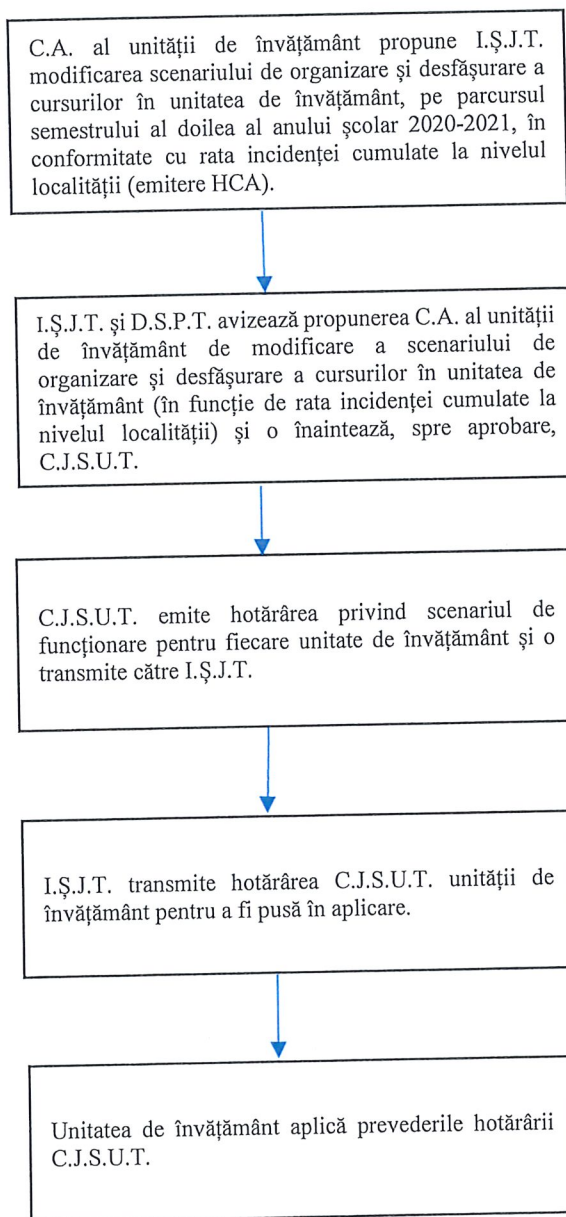 C.A. al unității de învățământ propune I.Ș.J.T.
modificarea scenariului de organizare și desfășurare a
cursurilor în unitatea de învățământ, pe parcursul
semestrului al doilea al anului școlar 2020-2021, în
conformitate cu rata incidenței cumulate la nivelul
localității (emitere HCA).
I.Ș.J.T. și D.S.P.T. avizează propunerea C.A. al unității
de învățământ de modificare a scenariului de
organizare și desfășurare a cursurilor în unitatea de
învățământ (în funcție de rata incidenței cumulate la
nivelul localității) și o înaintează, spre aprobare,
C.J.S.U.T.
C.J.S.U.T. emite hotărârea privind scenariul de
funcționare pentru fiecare unitate de învățământ și o
transmite către I.Ș.J.T.
I.Ș.J.T. transmite hotărârea C.J.S.U.T. unității de
învățământ pentru a fi pusă în aplicare.
Unitatea de învățământ aplică prevederile hotărârii
C.J.S.U.T.